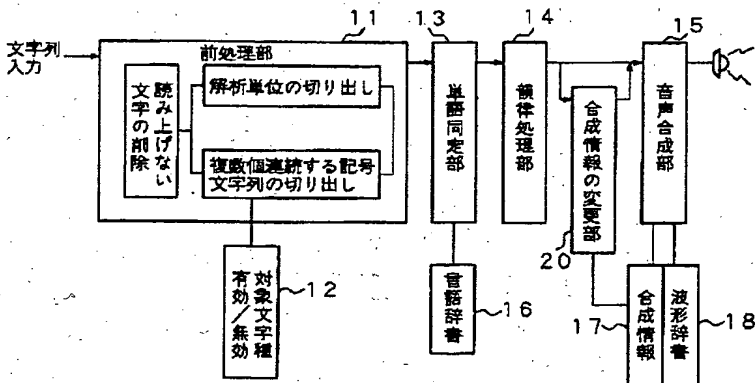 文字列
入力
11
前処理部
読み上げない
文字の削除
解析単位の切り出し
複数個連続する記号
文字列の切り出し
対象文字種
有効/無効
12
13
単語同定部
言語辞書
16
14
韻律処理部
合成情報の変更部
20
15
音声合成部
合成情報
17
波形辞書
18